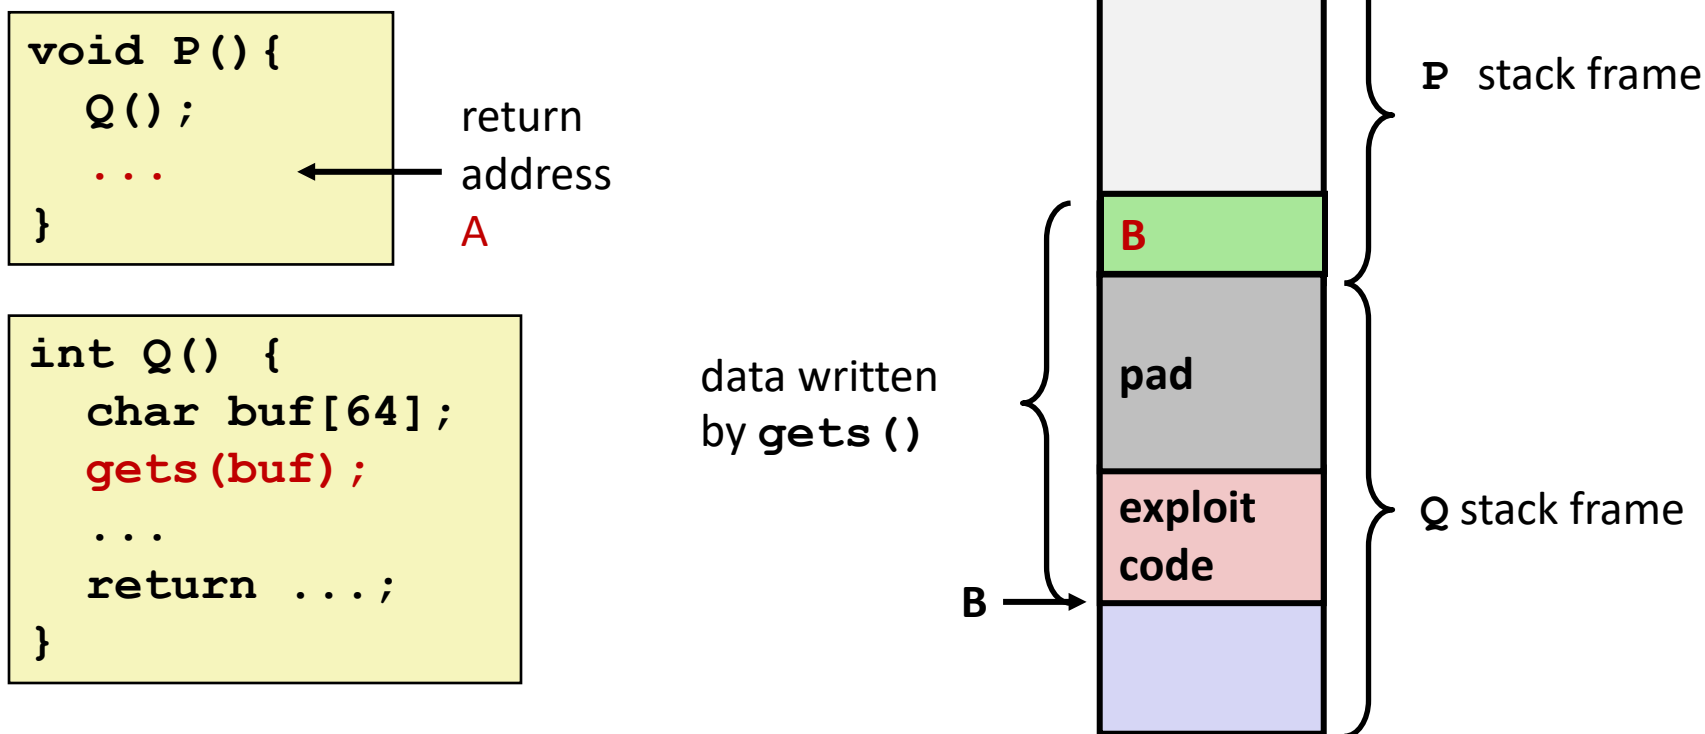 void P(){
  Q();
  ...
}
return
address
A
int Q() {
  char buf[64];
  gets(buf);
  ...
  return ...;
}
data written
by gets()
B
B
pad
exploit
code
P stack frame
Q stack frame